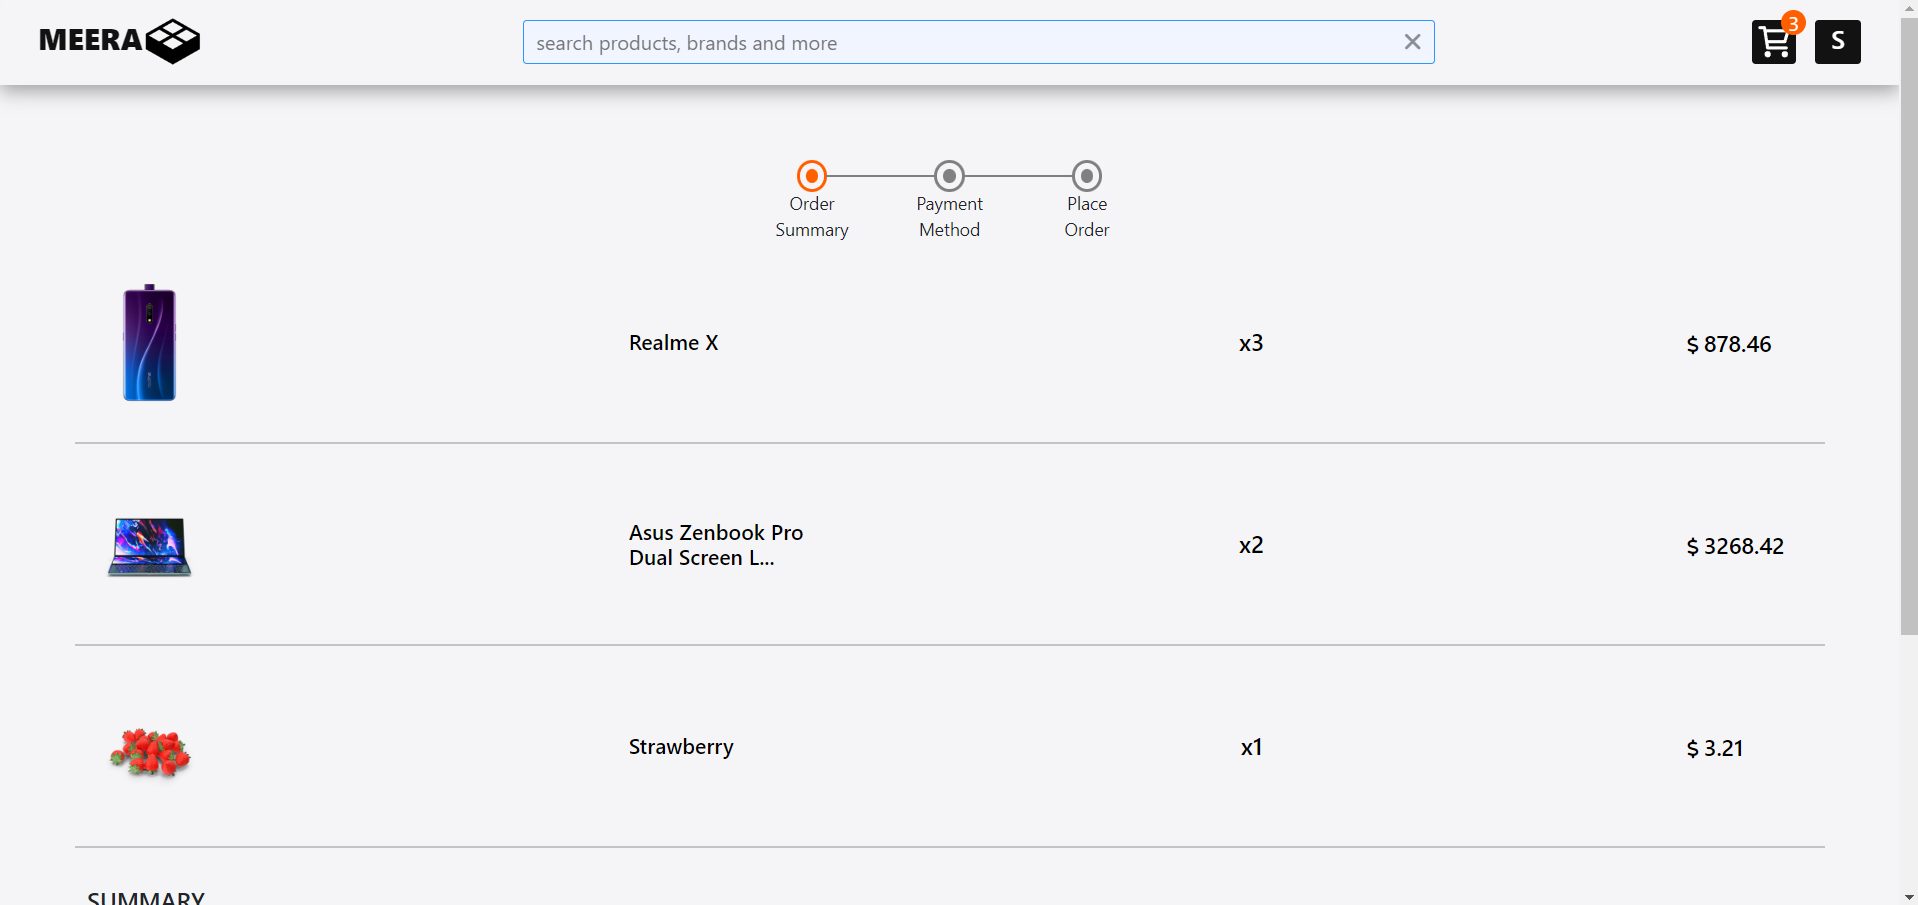 MEERA
search products, brands and more
3
S
Order
Summary
Payment
Method
Place
Order
Realme X
x3
$ 878.46
Asus Zenbook Pro
Dual Screen L...
x2
$ 3268.42
Strawberry
x1
$ 3.21
SUMMARY